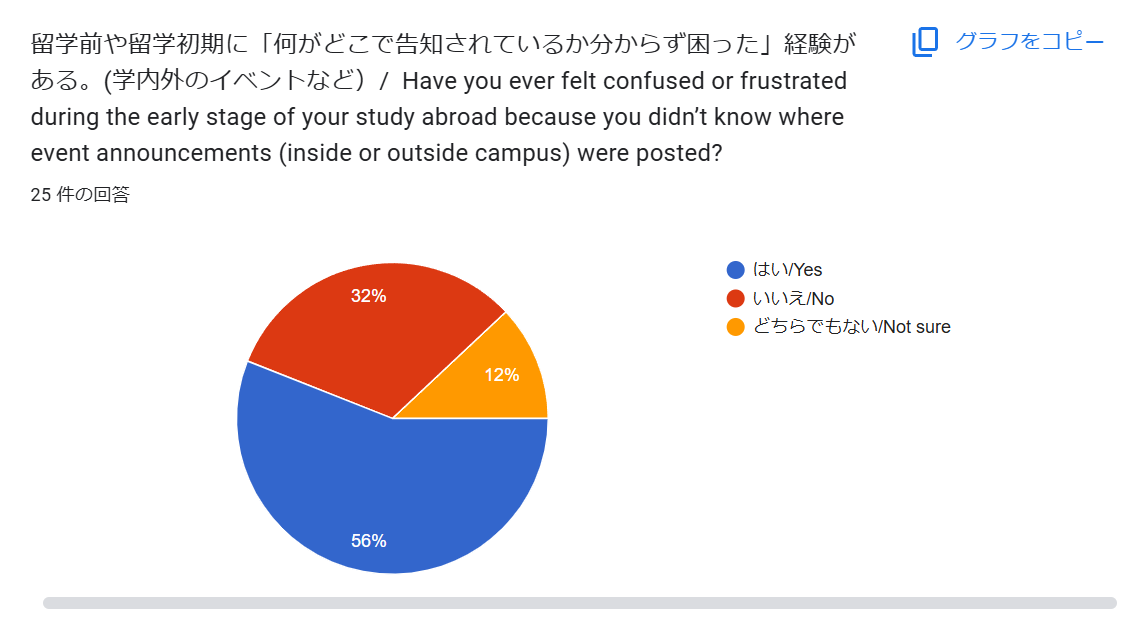 留学前や留学初期に「何がどこで告知されているか分からず困った」経験が
ある。(学内外のイベントなど）/  Have you ever felt confused or frustrated
during the early stage of your study abroad because you didn’t know where
event announcements (inside or outside campus) were posted?
グラフをコピー
25 件の回答
はい/Yes
いいえ/No
どちらでもない/Not sure
32%
12%
56%